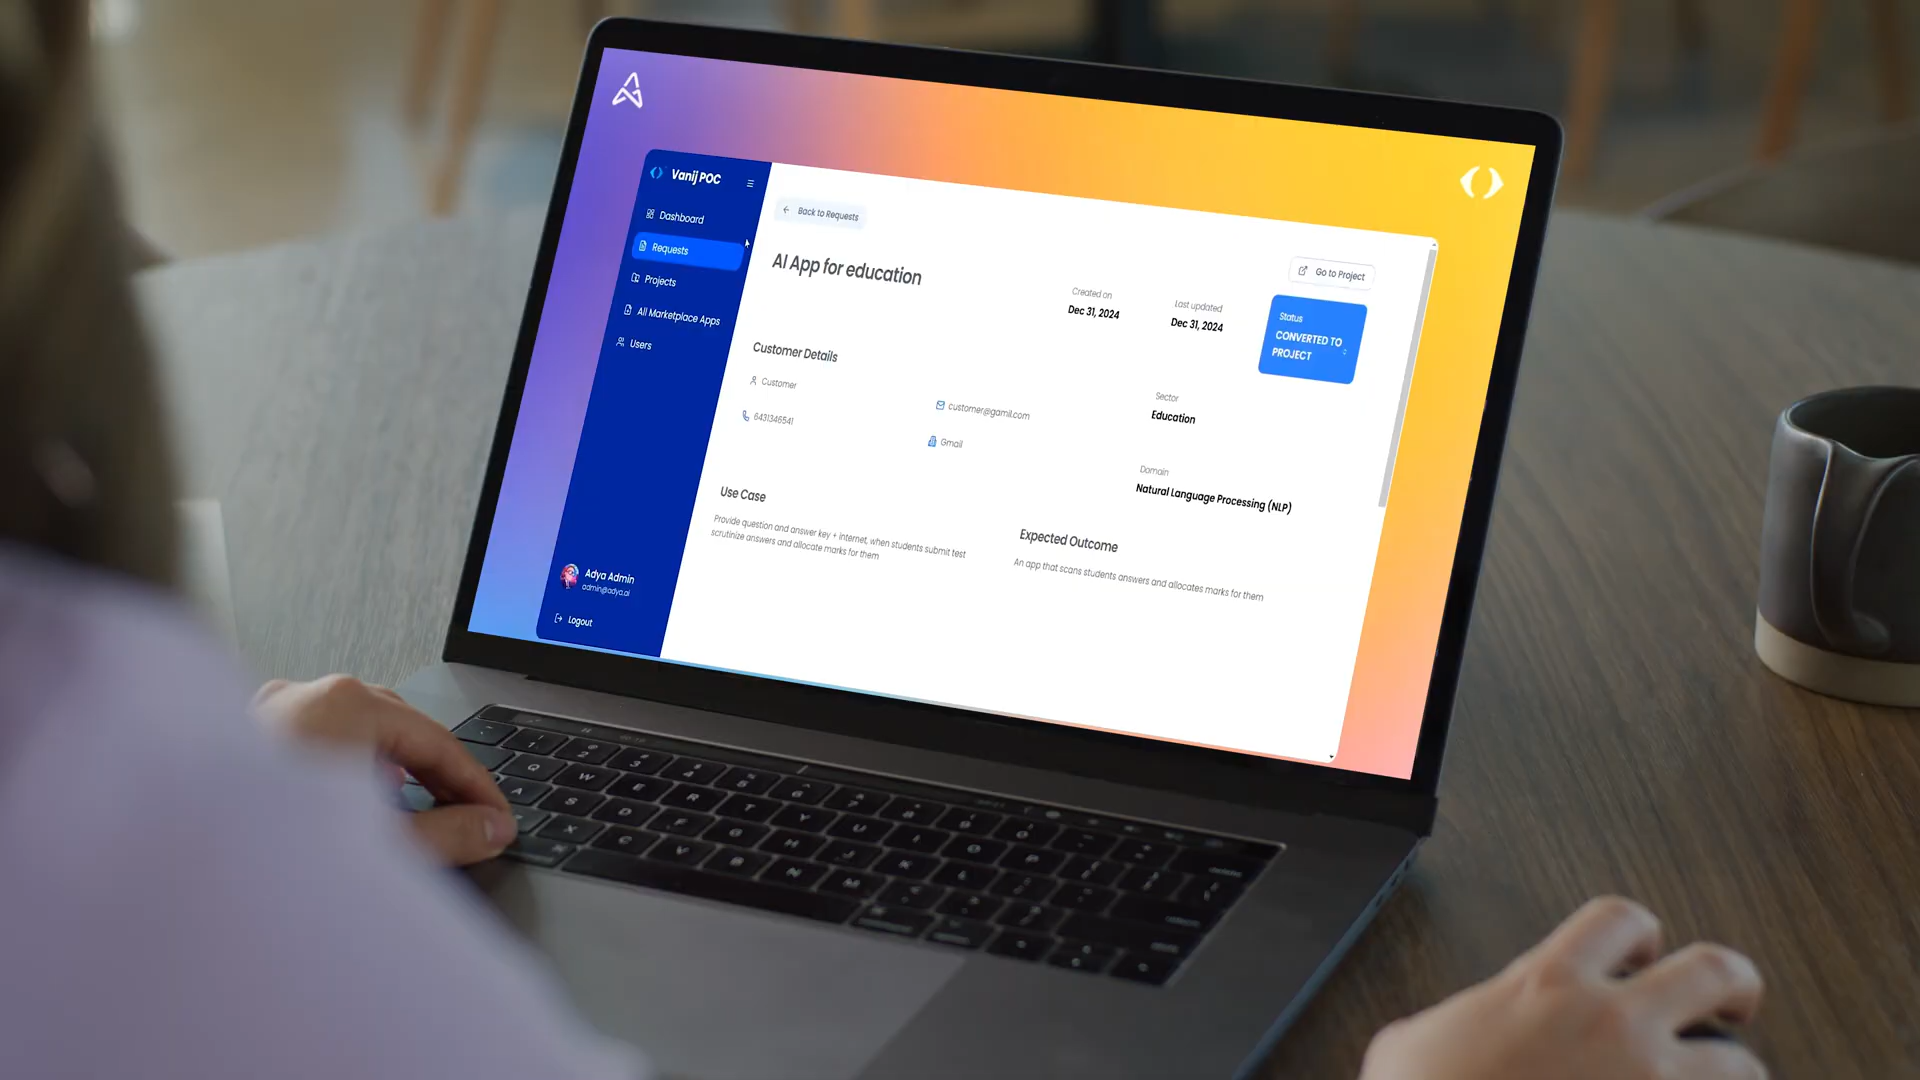 Vanij POC
Dashboard
Requests
Projects
All Marketplace Apps
Users
Adya Admin
admin@adya.ai
Logout
Back to Requests
AI App for education
Created on
Dec 31, 2024
Last updated
Dec 31, 2024
Go to Project
Status
CONVERTED TO
PROJECT
Customer Details
Customer
6431346541
customer@gamil.com
Gmail
Sector
Education
Domain
Natural Language Processing (NLP)
Use Case
Provide question and answer key + internet, when students submit test
scrutinize answers and allocate marks for them
Expected Outcome
An app that scans students answers and allocates marks for them